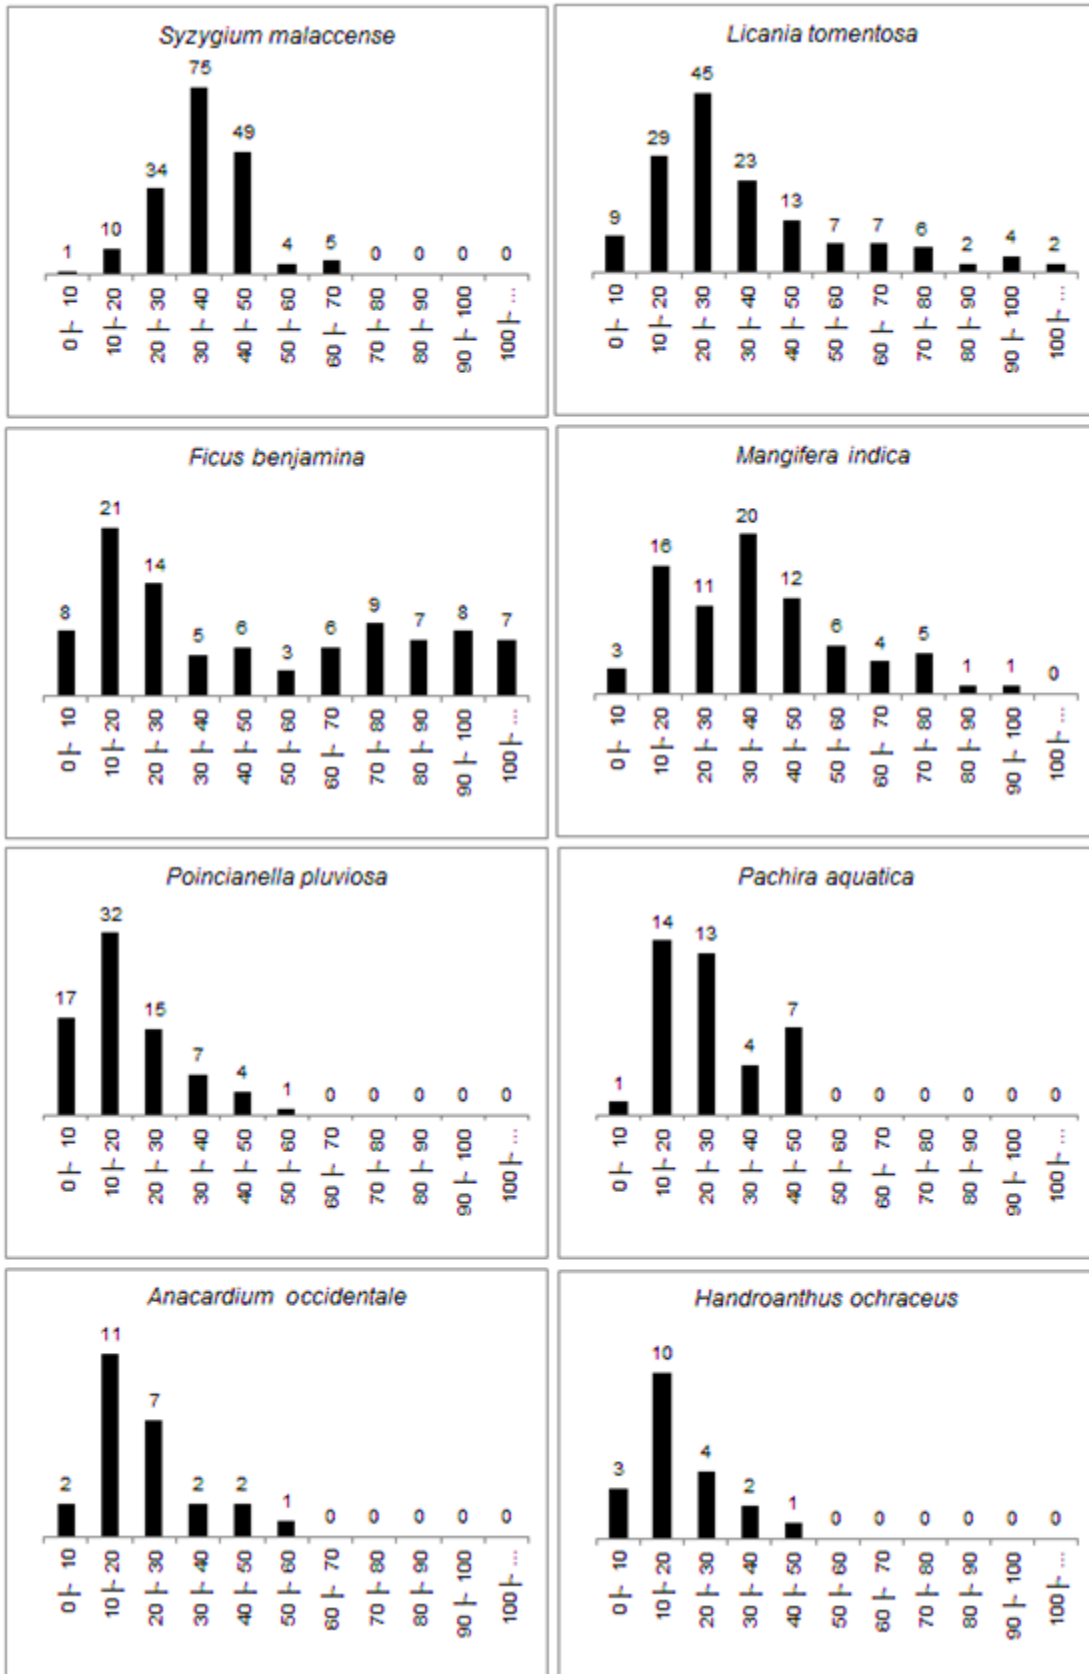 Syzygium malaccense
75
49
34
10
1
4
5
0
0
0
0
0 |- 10
10 |- 20
20 |- 30
30 |- 40
40 |- 50
50 |- 60
60 |- 70
70 |- 80
80 |- 90
90 |- 100
100 |- ...
Licania tomentosa
9
29
45
23
13
7
7
6
2
4
2
0 |- 10
10 |- 20
20 |- 30
30 |- 40
40 |- 50
50 |- 60
60 |- 70
70 |- 80
80 |- 90
90 |- 100
100 |- ...
Ficus benjamina
8
21
14
5
6
3
6
9
7
8
7
0 |- 10
10 |- 20
20 |- 30
30 |- 40
40 |- 50
50 |- 60
60 |- 70
70 |- 80
80 |- 90
90 |- 100
100 |- ...
Mangifera indica
3
16
11
20
12
6
4
5
1
1
0
0 |- 10
10 |- 20
20 |- 30
30 |- 40
40 |- 50
50 |- 60
60 |- 70
70 |- 80
80 |- 90
90 |- 100
100 |- ...
Poincianella pluviosa
17
32
15
7
4
1
0
0
0
0
0
0 |- 10
10 |- 20
20 |- 30
30 |- 40
40 |- 50
50 |- 60
60 |- 70
70 |- 80
80 |- 90
90 |- 100
100 |- ...
Pachira aquatica
1
14
13
4
7
0
0
0
0
0
0
0 |- 10
10 |- 20
20 |- 30
30 |- 40
40 |- 50
50 |- 60
60 |- 70
70 |- 80
80 |- 90
90 |- 100
100 |- ...
Anacardium occidentale
2
11
7
2
2
1
0
0
0
0
0
0 |- 10
10 |- 20
20 |- 30
30 |- 40
40 |- 50
50 |- 60
60 |- 70
70 |- 80
80 |- 90
90 |- 100
100 |- ...
Handroanthus ochraceus
3
10
4
2
1
0
0
0
0
0
0
0 |- 10
10 |- 20
20 |- 30
30 |- 40
40 |- 50
50 |- 60
60 |- 70
70 |- 80
80 |- 90
90 |- 100
100 |- ...